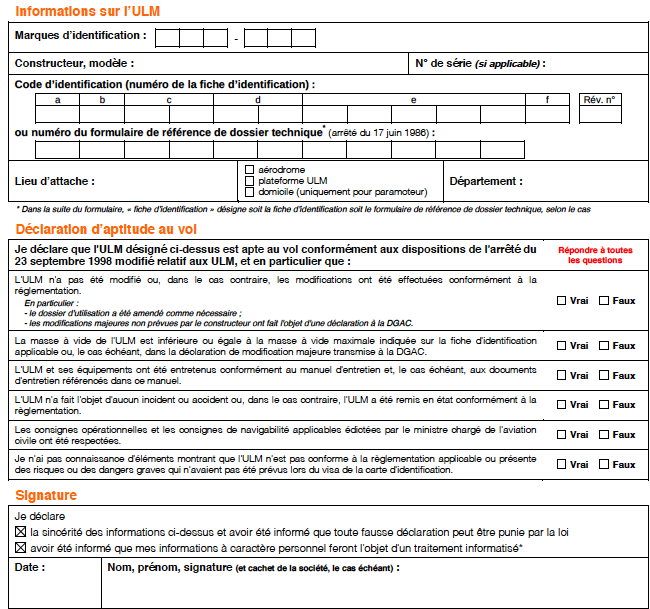 Informations sur l'ULM
Marques d'identification : -
Constructeur, modèle : N° de série (si applicable) :
Code d'identification (numéro de la fiche d'identification) :
a b c d e f Rév. n°
ou numéro du formulaire de référence de dossier technique* (arrêté du 17 juin 1986) :
Lieu d'attache :
aérodrome
plateforme ULM
domicile (uniquement pour paramoteur)
Département :
* Dans la suite du formulaire, « fiche d'identification » désigne soit la fiche d'identification soit le formulaire de référence de dossier technique, selon le cas
Déclaration d'aptitude au vol
Je déclare que l'ULM désigné ci-dessus est apte au vol conformément aux dispositions de l'arrêté du
23 septembre 1998 modifié relatif aux ULM, et en particulier que :
Répondre à toutes
les questions
L'ULM n'a pas été modifié ou, dans le cas contraire, les modifications ont été effectuées conformément à la
réglementation.
En particulier :
- le dossier d'utilisation a été amendé comme nécessaire ;
- les modifications majeures non prévues par le constructeur ont fait l'objet d'une déclaration à la DGAC.
Vrai Faux
La masse à vide de l'ULM est inférieure ou égale à la masse à vide maximale indiquée sur la fiche d'identification
applicable ou, le cas échéant, dans la déclaration de modification majeure transmise à la DGAC.
Vrai Faux
L'ULM et ses équipements ont été entretenus conformément au manuel d'entretien et, le cas échéant, aux documents
d'entretien référencés dans ce manuel.
Vrai Faux
L'ULM n'a fait l'objet d'aucun incident ou accident ou, dans le cas contraire, l'ULM a été remis en état conformément à la
règlementation.
Vrai Faux
Les consignes opérationnelles et les consignes de navigabilité applicables édictées par le ministre chargé de l'aviation
civile ont été respectées.
Vrai Faux
Je n'ai pas connaissance d'éléments montrant que l'ULM n'est pas conforme à la règlementation applicable ou présente
des risques ou des dangers graves qui n'avaient pas été prévus lors du visa de la carte d'identification.
Vrai Faux
Signature
Je déclare
la sincérité des informations ci-dessus et avoir été informé que toute fausse déclaration peut être punie par la loi
avoir été informé que mes informations à caractère personnel feront l'objet d'un traitement informatisé*
Date : Nom, prénom, signature (et cachet de la société, le cas échéant) :